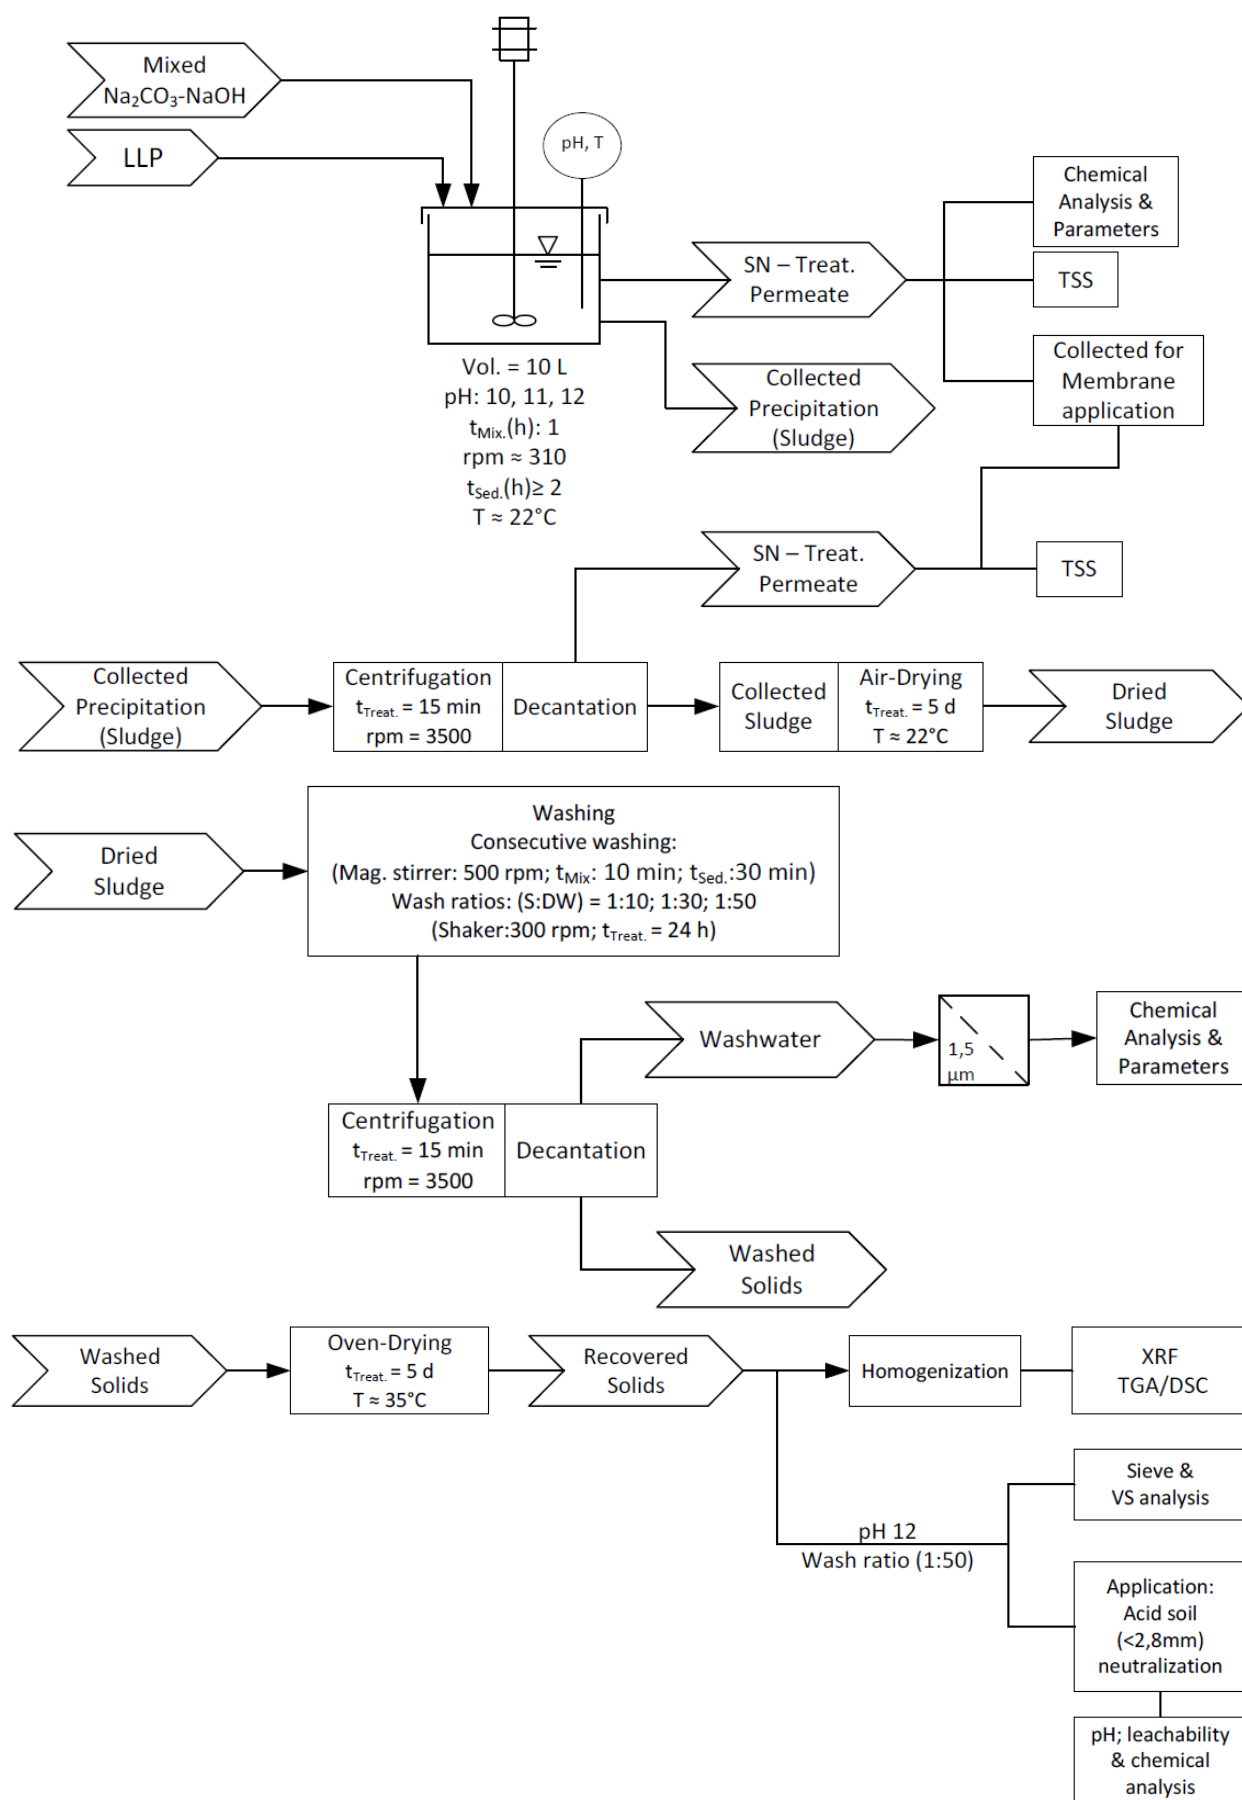 Mixed
Na₂CO₃-NaOH
LLP
pH, T
Vol. = 10 L
pH: 10, 11, 12
tMix.(h): 1
rpm ≈ 310
tSed.(h)≥ 2
T ≈ 22°C
SN – Treat.
Permeate
Chemical
Analysis &
Parameters
TSS
Collected for
Membrane
application
Collected
Precipitation
(Sludge)
SN – Treat.
Permeate
TSS
Collected
Precipitation
(Sludge)
Centrifugation
tTreat. = 15 min
rpm = 3500
Decantation
Collected
Sludge
Air-Drying
tTreat. = 5 d
T ≈ 22°C
Dried
Sludge
Dried
Sludge
Washing
Consecutive washing:
(Mag. stirrer: 500 rpm; tMix: 10 min; tSed.:30 min)
Wash ratios: (S:DW) = 1:10; 1:30; 1:50
(Shaker:300 rpm; tTreat. = 24 h)
Washwater
1,5
µm
Chemical
Analysis &
Parameters
Centrifugation
tTreat. = 15 min
rpm = 3500
Decantation
Washed
Solids
Washed
Solids
Oven-Drying
tTreat. = 5 d
T ≈ 35°C
Recovered
Solids
Homogenization
XRF
TGA/DSC
pH 12
Wash ratio (1:50)
Sieve &
VS analysis
Application:
Acid soil
(<2,8mm)
neutralization
pH; leachability
& chemical
analysis